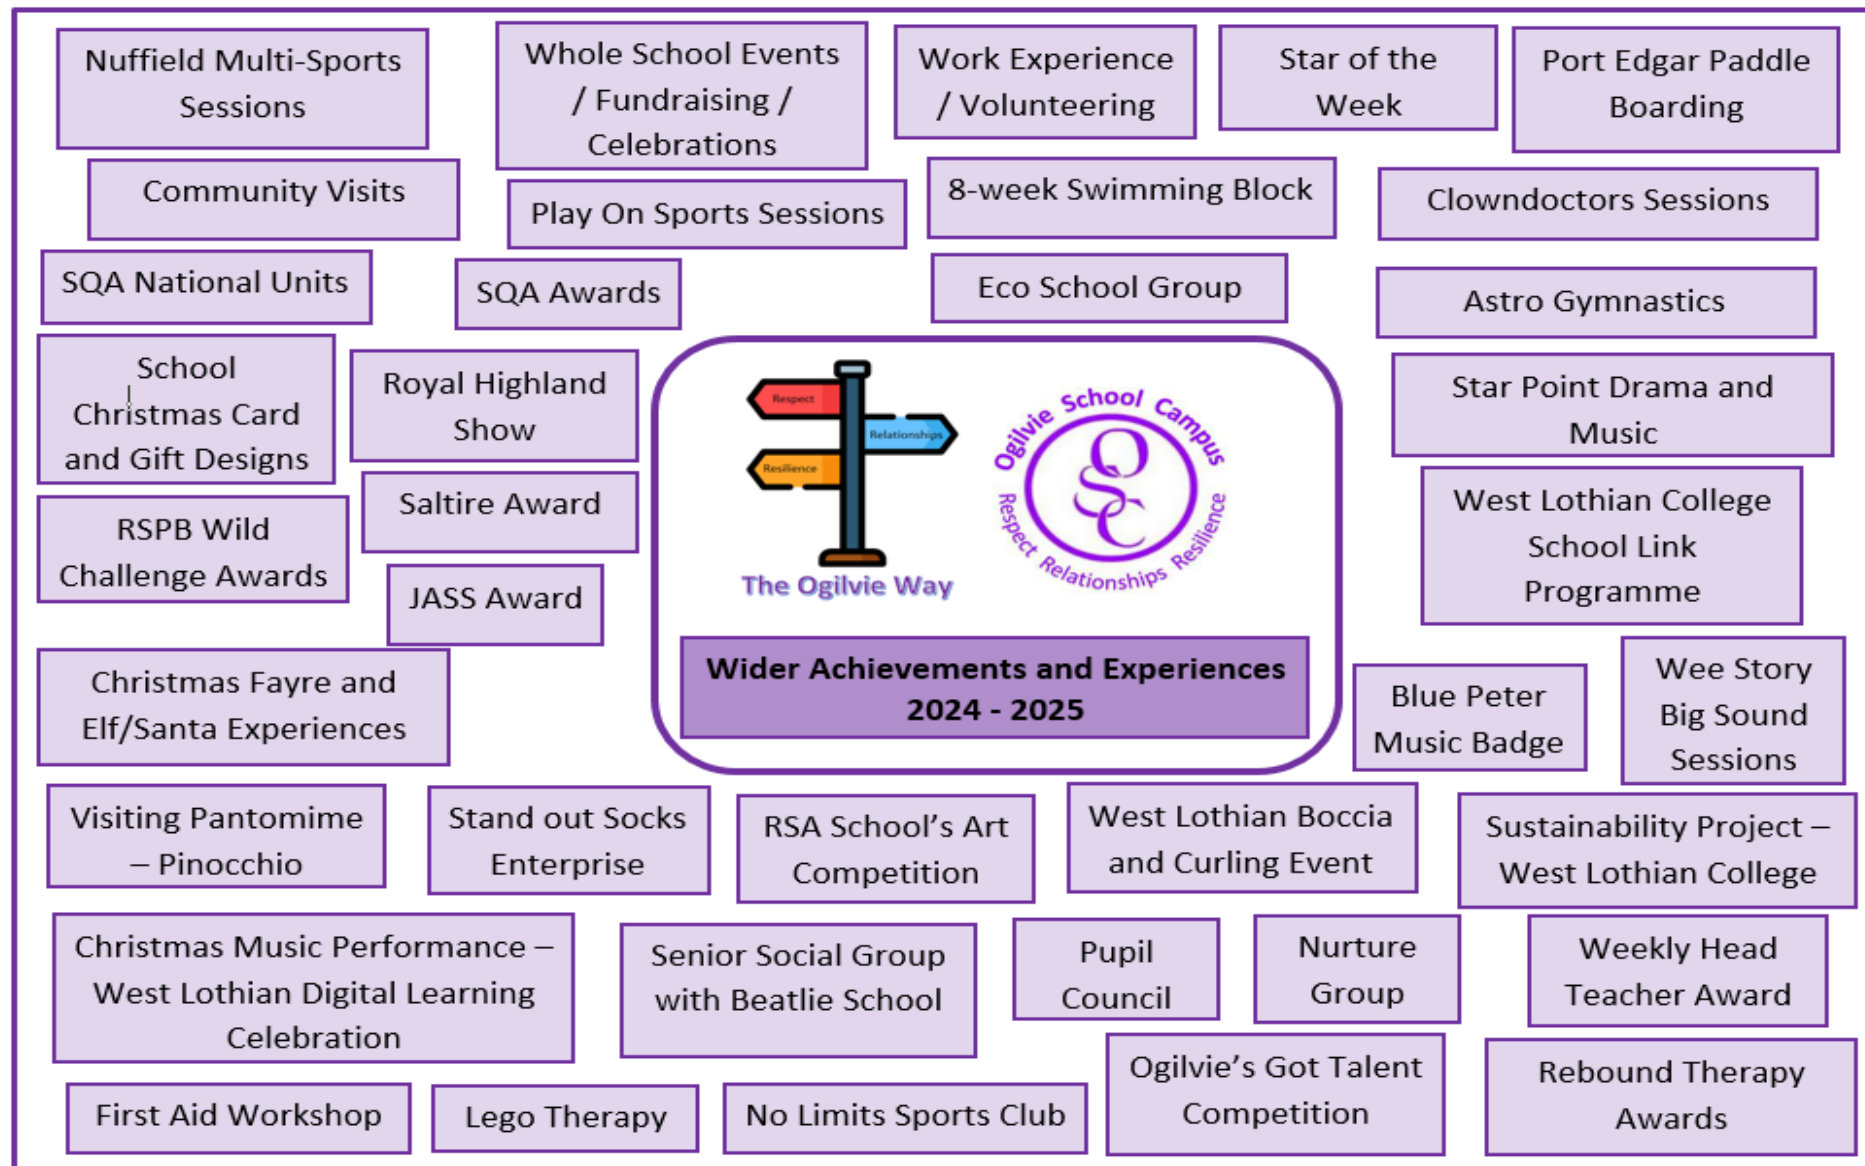 Nuffield Multi-Sports
Sessions
Whole School Events
/ Fundraising /
Celebrations
Work Experience
/ Volunteering
Star of the
Week
Port Edgar Paddle
Boarding
Community Visits
Play On Sports Sessions
8-week Swimming Block
Clowndoctors Sessions
SQA National Units
SQA Awards
Eco School Group
Astro Gymnastics
School
Christmas Card
and Gift Designs
Royal Highland
Show
Star Point Drama and
Music
Respect
Relationships
Resilience
The Ogilvie Way
Ogilvie School Campus
OSC
Respect Relationships Resilience
Saltire Award
RSPB Wild
Challenge Awards
JASS Award
West Lothian College
School Link
Programme
Wider Achievements and Experiences
2024 - 2025
Christmas Fayre and
Elf/Santa Experiences
Blue Peter
Music Badge
Wee Story
Big Sound
Sessions
Visiting Pantomime
– Pinocchio
Stand out Socks
Enterprise
RSA School’s Art
Competition
West Lothian Boccia
and Curling Event
Sustainability Project –
West Lothian College
Christmas Music Performance –
West Lothian Digital Learning
Celebration
Senior Social Group
with Beatlie School
Pupil
Council
Nurture
Group
Weekly Head
Teacher Award
First Aid Workshop
Lego Therapy
No Limits Sports Club
Ogilvie’s Got Talent
Competition
Rebound Therapy
Awards